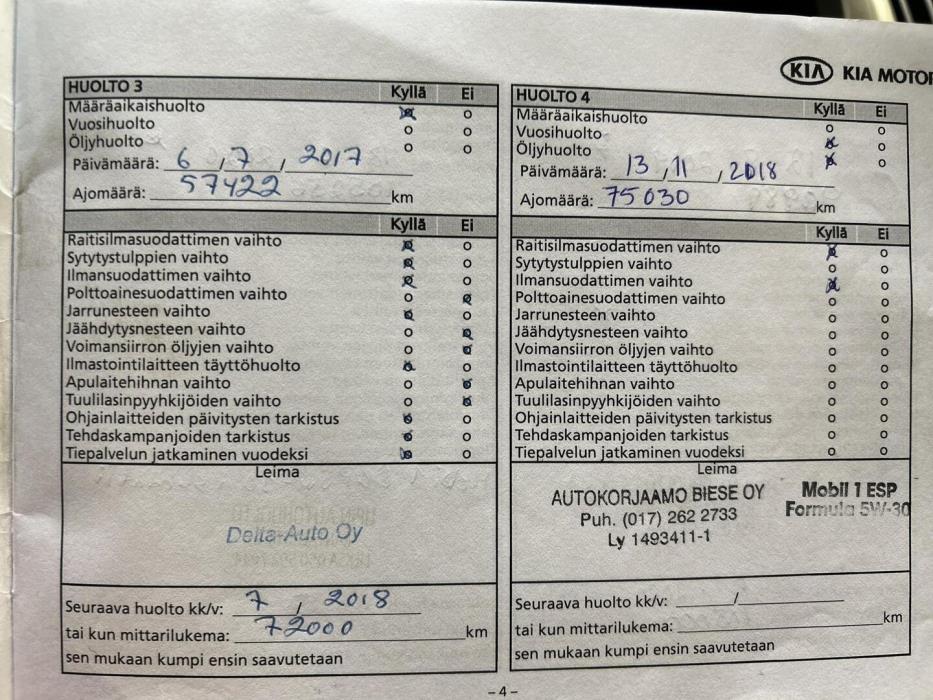 KIA KIA MOTOR
HUOLTO 3 Kyllä Ei
Määräaikaishuolto
Vuosihuolto o o
Öljyhuolto o o
Päivämäärä: 6 , 7 , 2017
Ajomäärä: 57422 km
Kyllä Ei
Raitisilmasuodattimen vaihto
Sytytystulppien vaihto
Ilmansuodattimen vaihto
Polttoainesuodattimen vaihto
Jarrunesteen vaihto
Jäähdytysnesteen vaihto
Voimansiirron öljyjen vaihto
Ilmastointilaitteen täyttöhuolto
Apulaitehihnan vaihto
Tuulilasinpyyhkijöiden vaihto
Ohjainlaitteiden päivitysten tarkistus
Tehdaskampanjoiden tarkistus
Tiepalvelun jatkaminen vuodeksi
Leima
Delta-Auto Oy
Seuraava huolto kk/v: 7 / 2018
tai kun mittarilukema: 72000 km
sen mukaan kumpi ensin saavutetaan
HUOLTO 4 Kyllä Ei
Määräaikaishuolto
Vuosihuolto
Öljyhuolto
Päivämäärä: 13 , 11 , 2018
Ajomäärä: 75030 km
Kyllä Ei
Raitisilmasuodattimen vaihto
Sytytystulppien vaihto
Ilmansuodattimen vaihto
Polttoainesuodattimen vaihto
Jarrunesteen vaihto
Jäähdytysnesteen vaihto
Voimansiirron öljyjen vaihto
Ilmastointilaitteen täyttöhuolto
Apulaitehihnan vaihto
Tuulilasinpyyhkijöiden vaihto
Ohjainlaitteiden päivitysten tarkistus
Tehdaskampanjoiden tarkistus
Tiepalvelun jatkaminen vuodeksi
Leima
AUTOKORJAAMO BIESE OY
Puh. (017) 262 2733
Ly 1493411-1
Mobil 1 ESP
Formula 5W-30
Seuraava huolto kk/v: /
tai kun mittarilukema: km
sen mukaan kumpi ensin saavutetaan
- 4 -